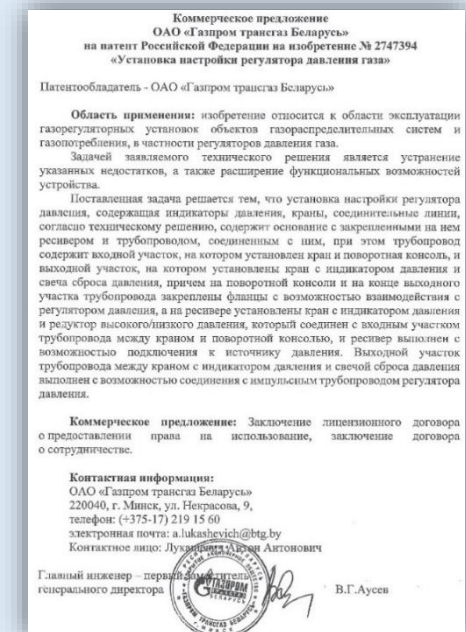 Коммерческое предложение
ОАО «Газпром трансгаз Беларусь»
на патент Российской Федерации на изобретение № 2747394
«Установка настройки регулятора давления газа»
Патентообладатель - ОАО «Газпром трансгаз Беларусь»
Область применения: изобретение относится к области эксплуатации
газорегуляторных установок объектов газораспределительных систем и
газопотребления, в частности регуляторов давления газа.
Задачей заявляемого технического решения является устранение
указанных недостатков, а также расширение функциональных возможностей
устройства.
Поставленная задача решается тем, что установка настройки регулятора
давления, содержащая индикаторы давления, краны, соединительные линии,
согласно техническому решению, содержит основание с закрепленными на нем
ресивером и трубопроводом, соединенным с ним, при этом трубопровод
содержит входной участок, на котором установлен кран и поворотная консоль, и
выходной участок, на котором установлены кран с индикатором давления и
свеча сброса давления, причем на поворотной консоли и на конце выходного
участка трубопровода закреплены фланцы с возможностью взаимодействия с
регулятором давления, а на ресивере установлены кран с индикатором давления
и редуктор высокого/низкого давления, который соединен с входным участком
трубопровода между краном и поворотной консолью, и ресивер выполнен с
возможностью подключения к источнику давления. Выходной участок
трубопровода между краном с индикатором давления и свечой сброса давления
выполнен с возможностью соединения с импульсным трубопроводом регулятора
давления.
Коммерческое предложение: Заключение лицензионного договора
о предоставлении права на использование, заключение договора
о сотрудничестве.
Контактная информация:
ОАО «Газпром трансгаз Беларусь»
220040, г. Минск, ул. Некрасова, 9,
телефон: (+375-17) 219 15 60
электронная почта: a.lukashevich@btg.by
Контактное лицо: Антон Антонович
Главный инженер – первый заместитель
генерального директора В.Г.Аусев
ГАЗПРОМ